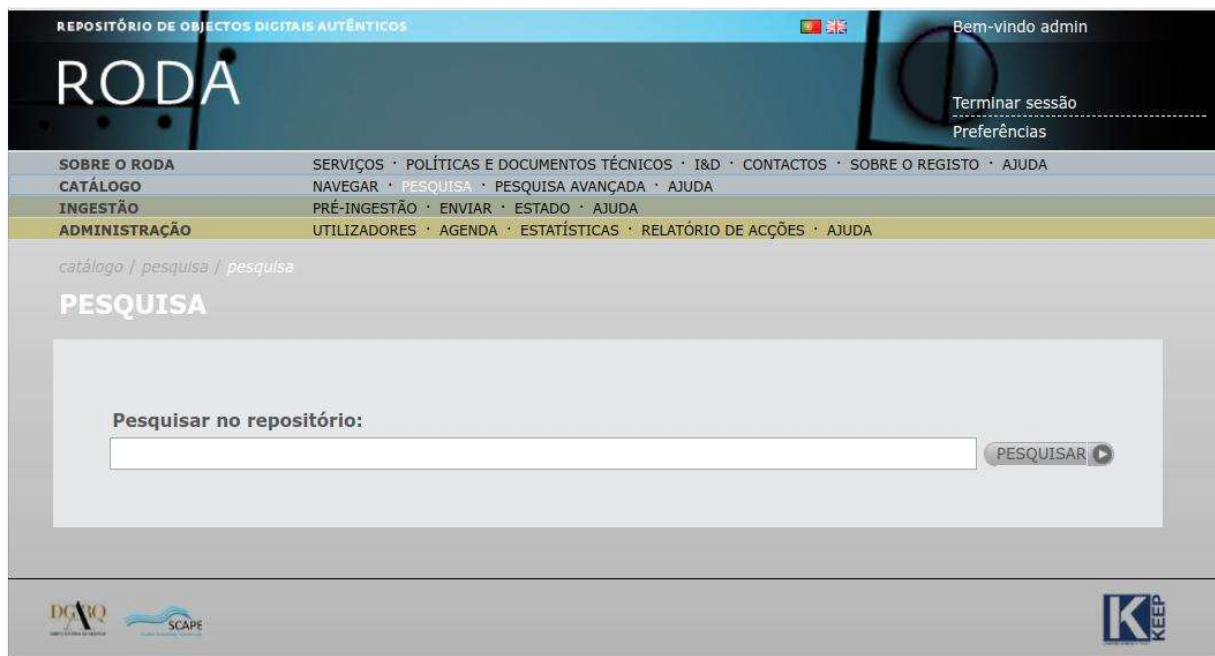 REPOSITÓRIO DE OBJECTOS DIGITAIS AUTÊNTICOS
Bem-vindo admin
RODA
Terminar sessão
Preferências
SOBRE O RODA SERVIÇOS · POLÍTICAS E DOCUMENTOS TÉCNICOS · I&D · CONTACTOS · SOBRE O REGISTO · AJUDA
CATÁLOGO NAVEGAR · PESQUISA · PESQUISA AVANÇADA · AJUDA
INGESTÃO PRÉ-INGESTÃO · ENVIAR · ESTADO · AJUDA
ADMINISTRAÇÃO UTILIZADORES · AGENDA · ESTATÍSTICAS · RELATÓRIO DE ACÇÕES · AJUDA
catálogo / pesquisa / pesquisa
PESQUISA
Pesquisar no repositório:
PESQUISAR
DGARQ
SCAPE
K KEEP